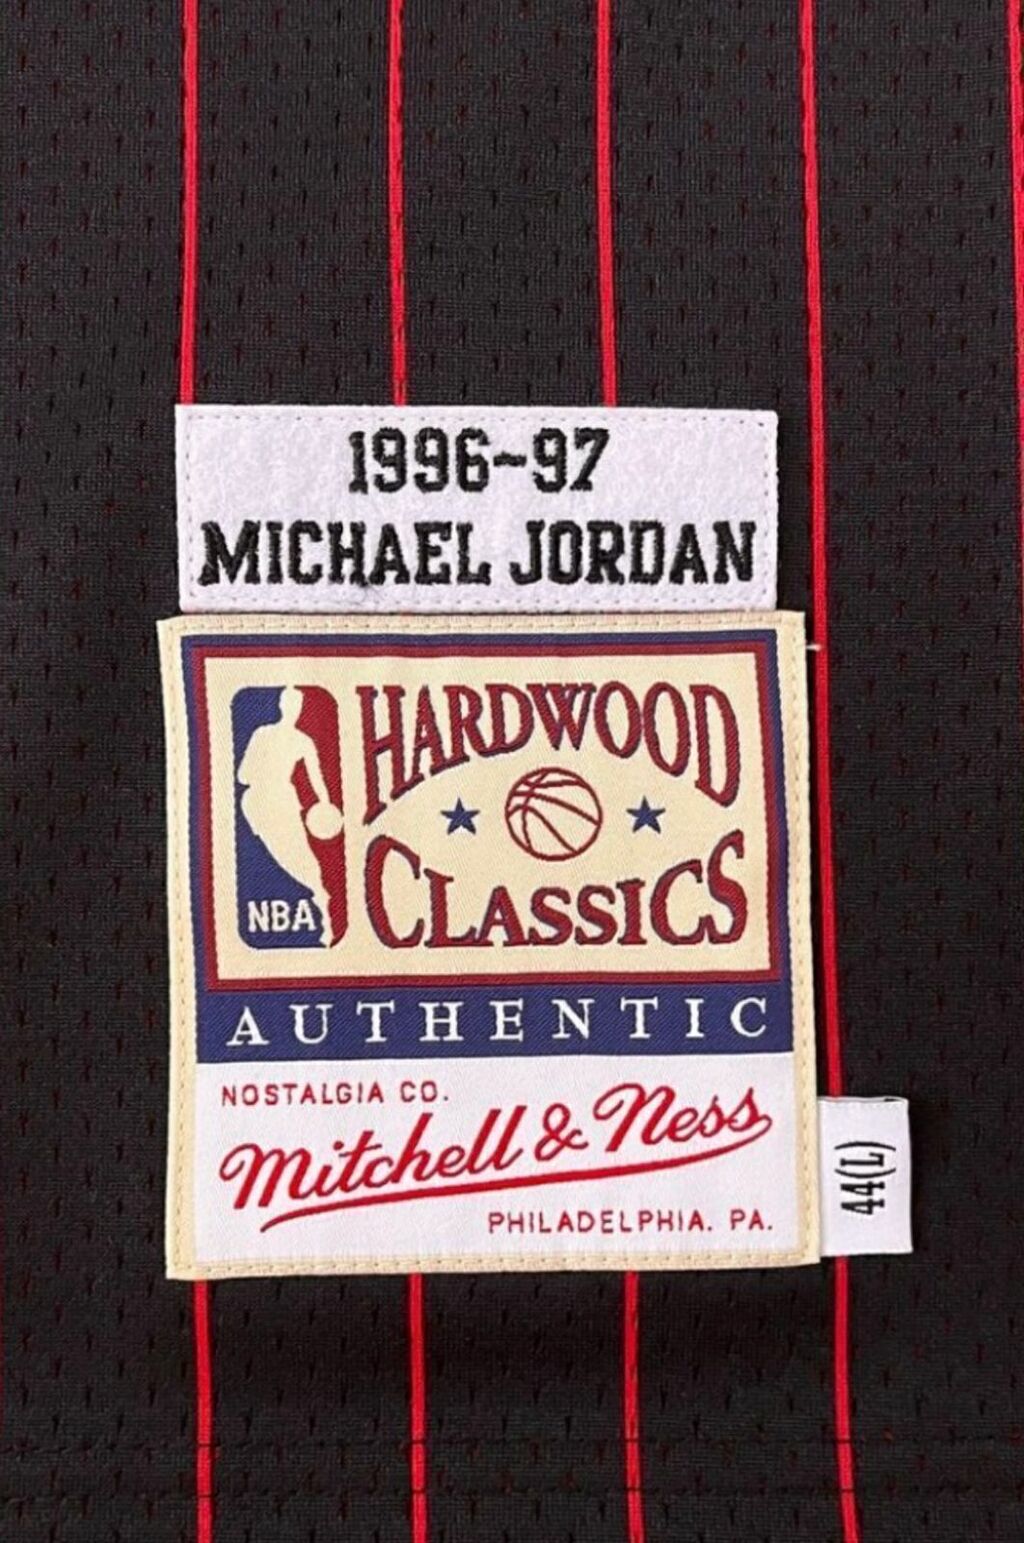 1996-97
MICHAEL JORDAN
HARDWOOD
CLASSICS
NBA
AUTHENTIC
NOSTALGIA CO.
Mitchell & Ness
PHILADELPHIA. PA.
44(L)